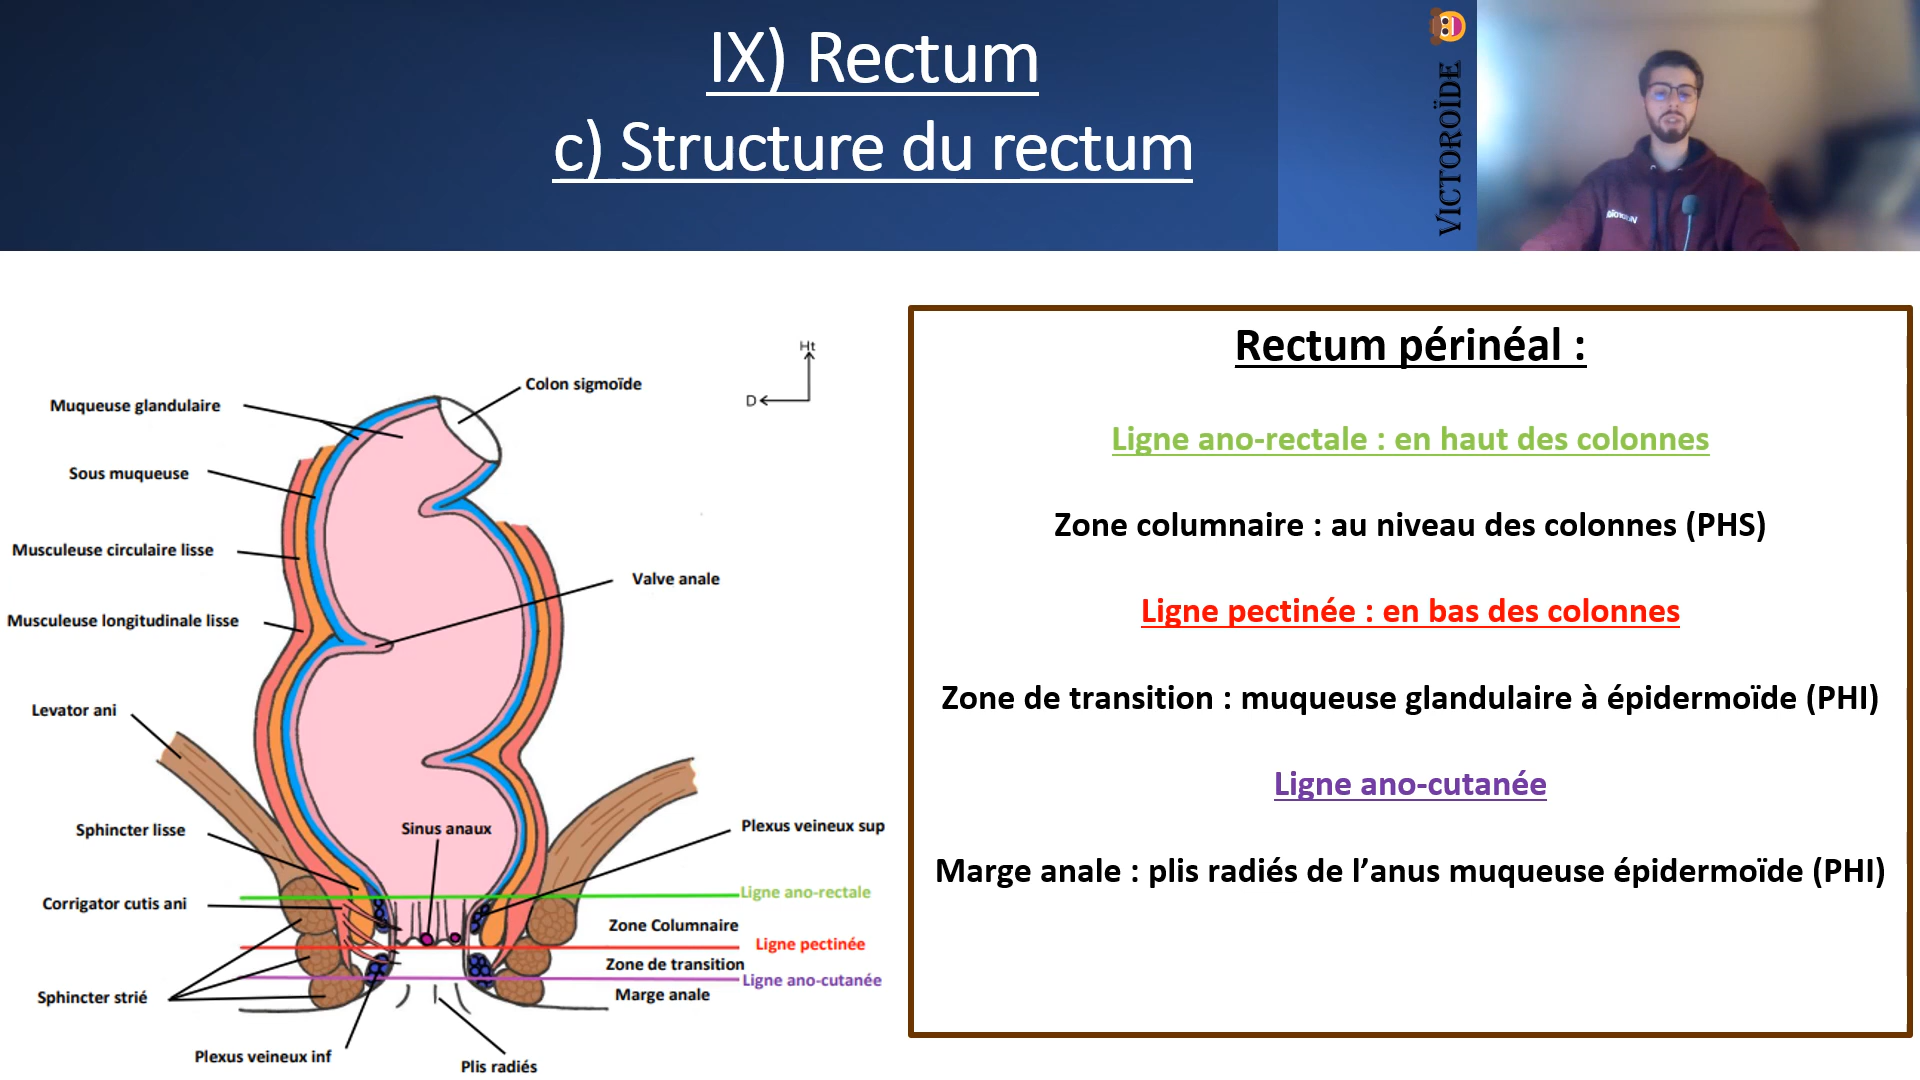 IX) Rectum
c) Structure du rectum
VICTOROÏDE
Ht
D
Colon sigmoïde
Muqueuse glandulaire
Sous muqueuse
Musculeuse circulaire lisse
Valve anale
Musculeuse longitudinale lisse
Levator ani
Sphincter lisse
Sinus anaux
Plexus veineux sup
Corrigator cutis ani
Ligne ano-rectale
Zone Columnaire
Ligne pectinée
Zone de transition
Ligne ano-cutanée
Sphincter strié
Marge anale
Plexus veineux inf
Plis radiés
Rectum périnéal :
Ligne ano-rectale : en haut des colonnes
Zone columnaire : au niveau des colonnes (PHS)
Ligne pectinée : en bas des colonnes
Zone de transition : muqueuse glandulaire à épidermoïde (PHI)
Ligne ano-cutanée
Marge anale : plis radiés de l’anus muqueuse épidermoïde (PHI)